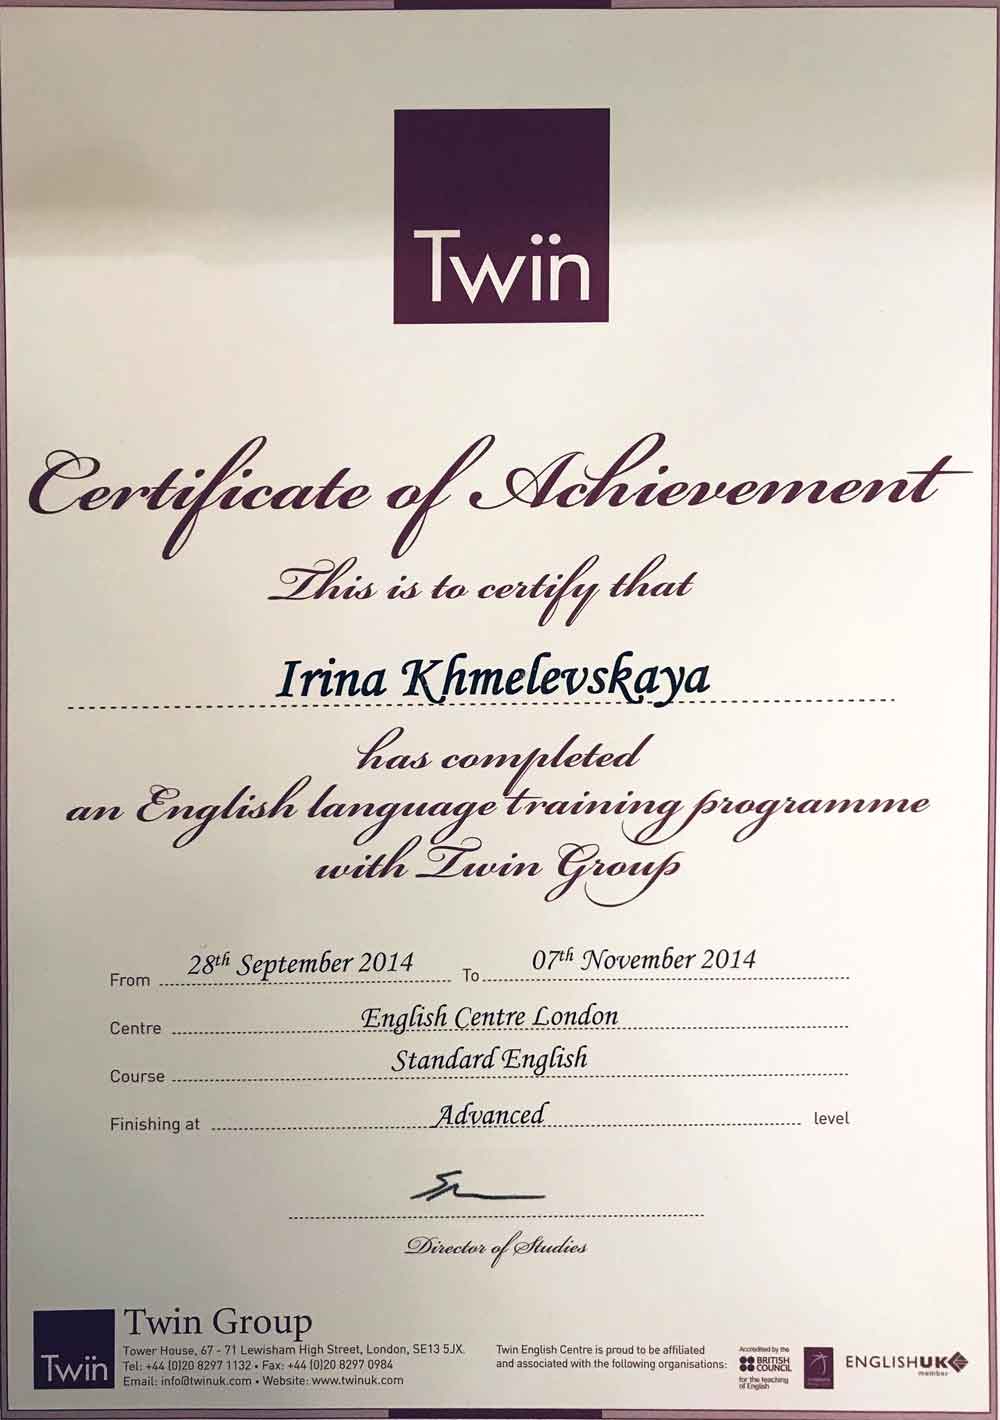 Twïn
Certificate of Achievement
This is to certify that
Irina Khmelevskaya
has completed
an English language training programme
with Twin Group
From 28th September 2014 To 07th November 2014
Centre English Centre London
Course Standard English
Finishing at Advanced level
Director of Studies
Twïn
Twin Group
Tower House, 67 - 71 Lewisham High Street, London, SE13 5JX.
Tel: +44 (0)20 8297 1132 • Fax: +44 (0)20 8297 0984
Email: info@twinuk.com • Website: www.twinuk.com
Twin English Centre is proud to be affiliated
and associated with the following organisations:
Accredited by the
BRITISH
COUNCIL
for the teaching
of English
ENGLISHUK
member